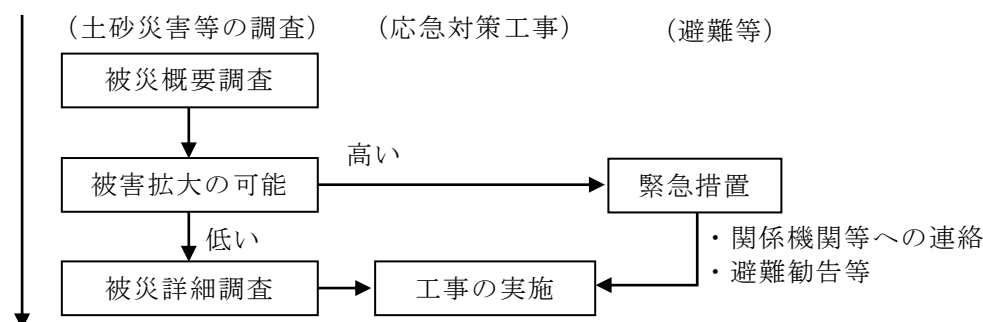 （土砂災害等の調査） （応急対策工事） （避難等）
被災概要調査
高い
被害拡大の可能 緊急措置
低い
・関係機関等への連絡
・避難勧告等
被災詳細調査 工事の実施